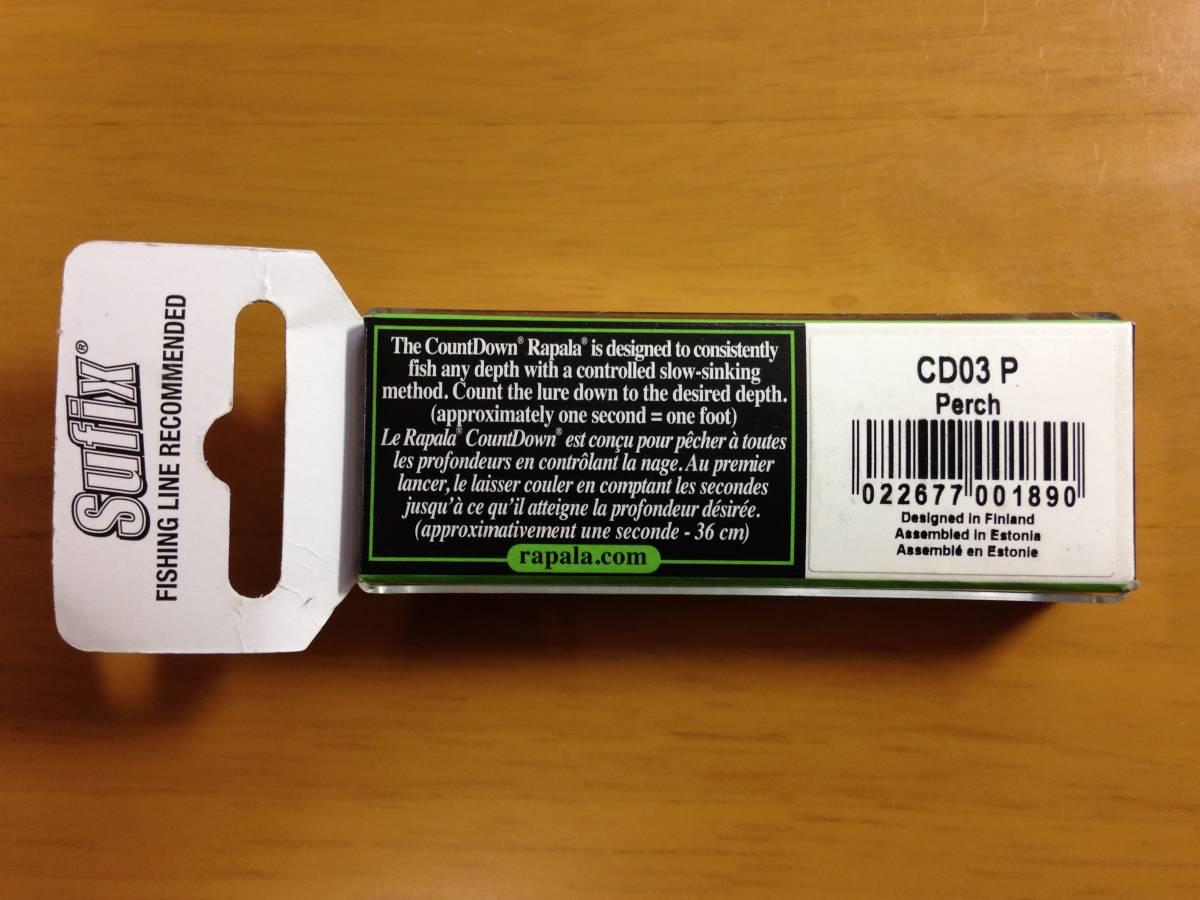 Sufix®
FISHING LINE RECOMMENDED
The CountDown® Rapala® is designed to consistently
fish any depth with a controlled slow-sinking
method. Count the lure down to the desired depth.
(approximately one second = one foot)
Le Rapala® CountDown® est conçu pour pêcher à toutes
les profondeurs en contrôlant la nage. Au premier
lancer, le laisser couler en comptant les secondes
jusqu'à ce qu'il atteigne la profondeur désirée.
(approximativement une seconde - 36 cm)
rapala.com
CD03 P
Perch
022677 001890
Designed in Finland
Assembled in Estonia
Assemblé en Estonie